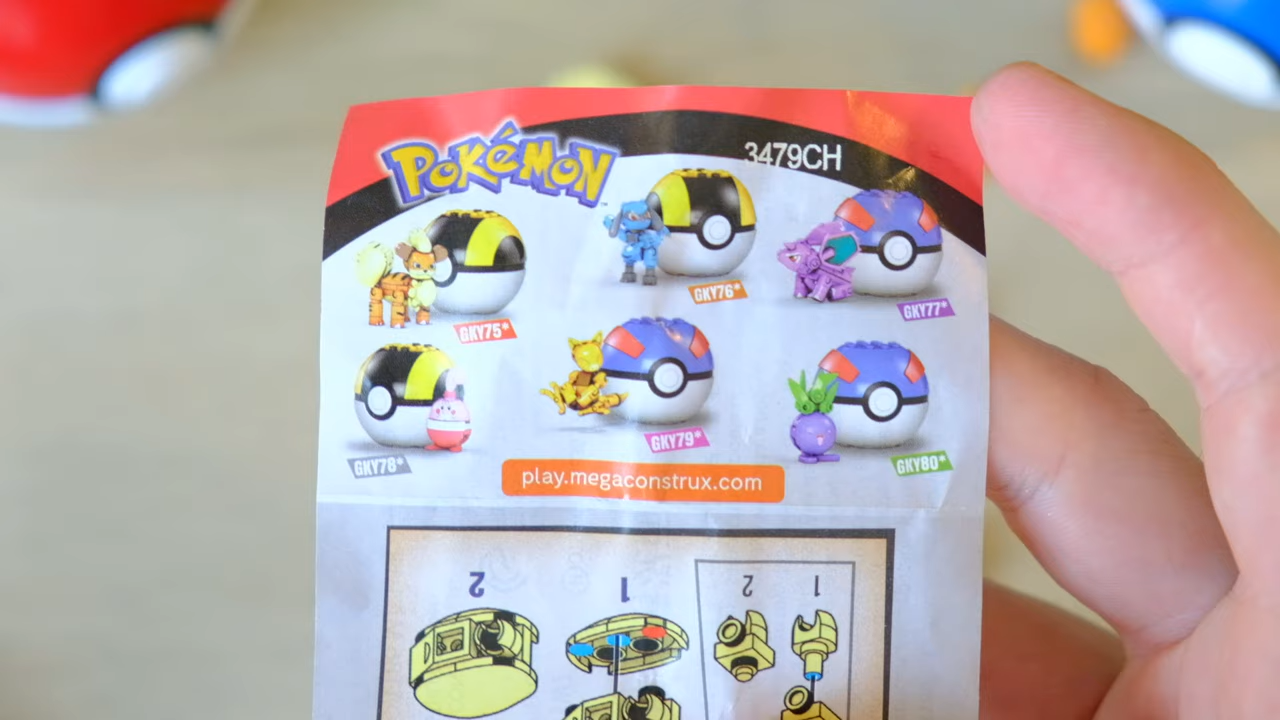 POKéMON
3479CH
GKY75*
GKY76*
GKY77*
GKY78*
GKY79*
GKY80*
play.megaconstrux.com
2
1
2
1